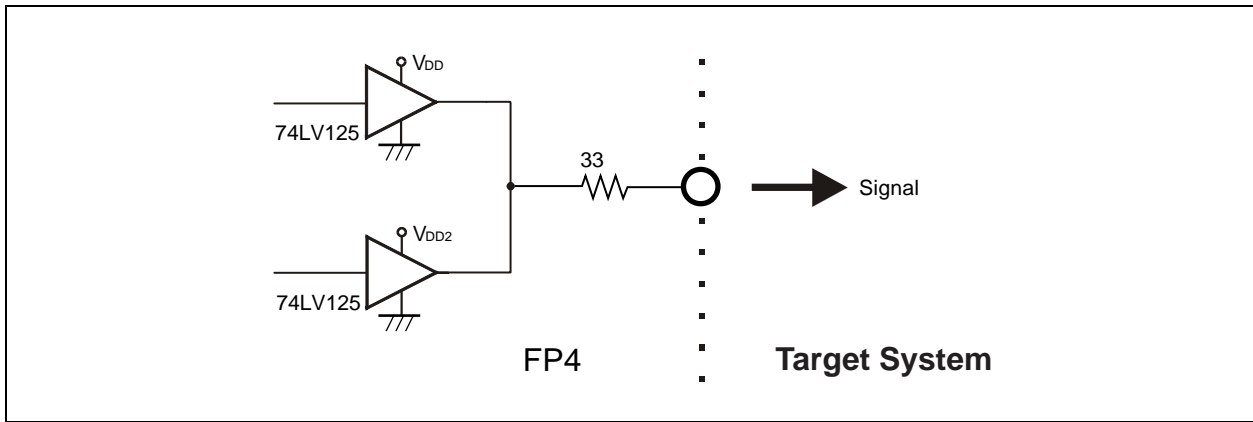 VDD
74LV125
33
Signal
VDD2
74LV125
FP4
Target System